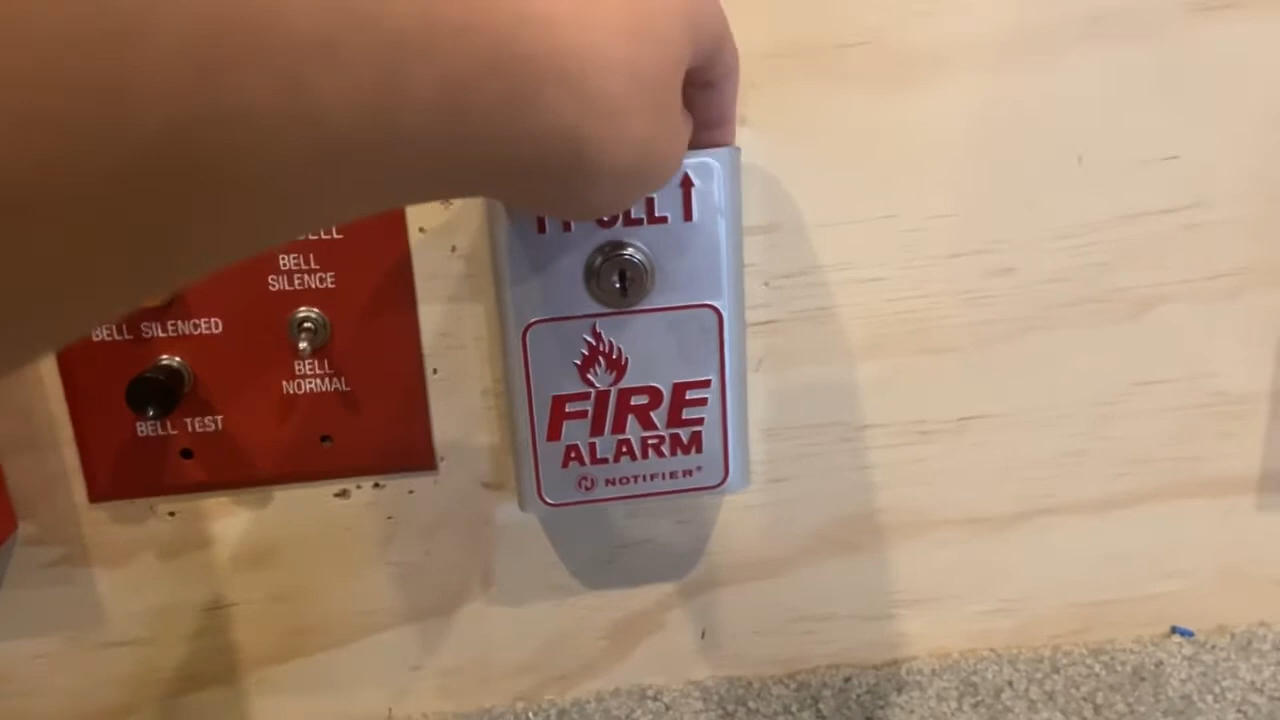 BELL
SILENCE
BELL SILENCED
BELL
NORMAL
BELL TEST
FIRE
ALARM
NOTIFIER®